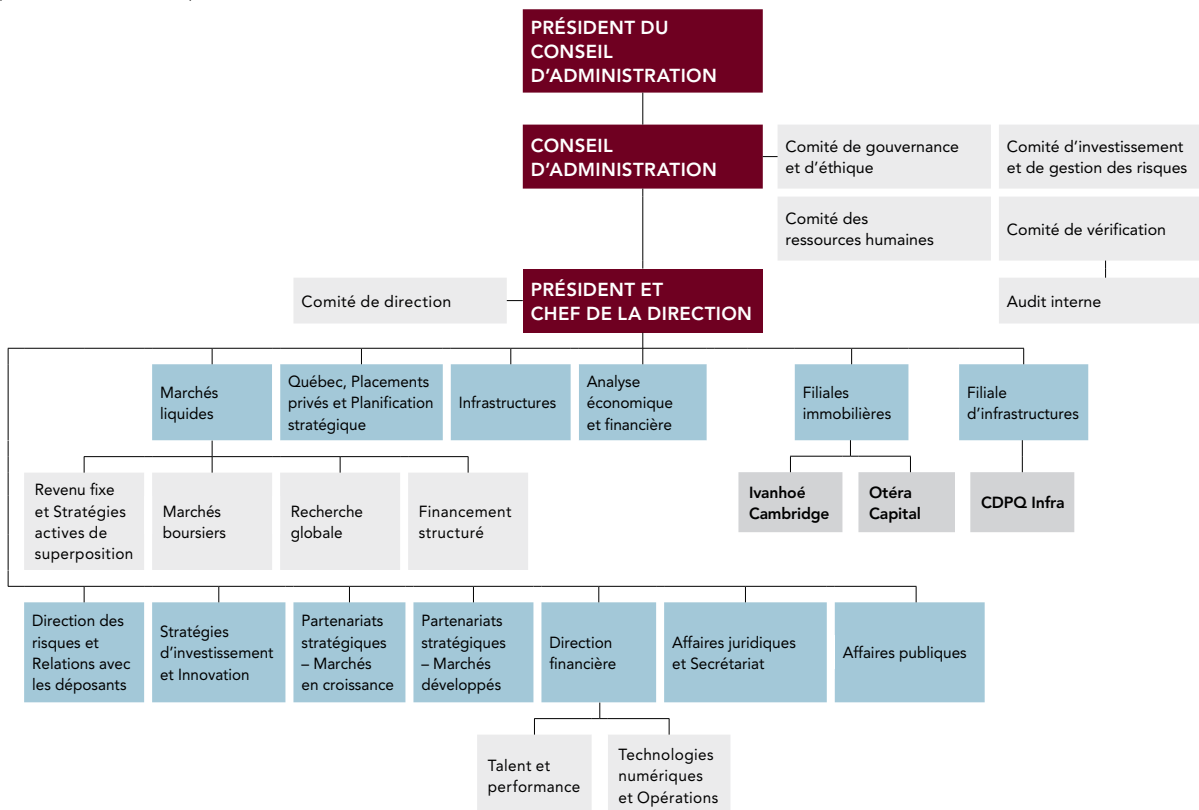 PRÉSIDENT DU
CONSEIL
D’ADMINISTRATION
CONSEIL
D’ADMINISTRATION
Comité de gouvernance
et d’éthique
Comité d’investissement
et de gestion des risques
Comité des
ressources humaines
Comité de vérification
Audit interne
Comité de direction
PRÉSIDENT ET
CHEF DE LA DIRECTION
Marchés
liquides
Québec, Placements
privés et Planification
stratégique
Infrastructures
Analyse
économique
et financière
Filiales
immobilières
Filiale
d’infrastructures
Revenu fixe
et Stratégies
actives de
superposition
Marchés
boursiers
Recherche
globale
Financement
structuré
Ivanhoé
Cambridge
Otéra
Capital
CDPQ Infra
Direction des
risques et
Relations avec
les déposants
Stratégies
d’investissement
et Innovation
Partenariats
stratégiques
– Marchés
en croissance
Partenariats
stratégiques
– Marchés
développés
Direction
financière
Affaires juridiques
et Secrétariat
Affaires publiques
Talent et
performance
Technologies
numériques
et Opérations